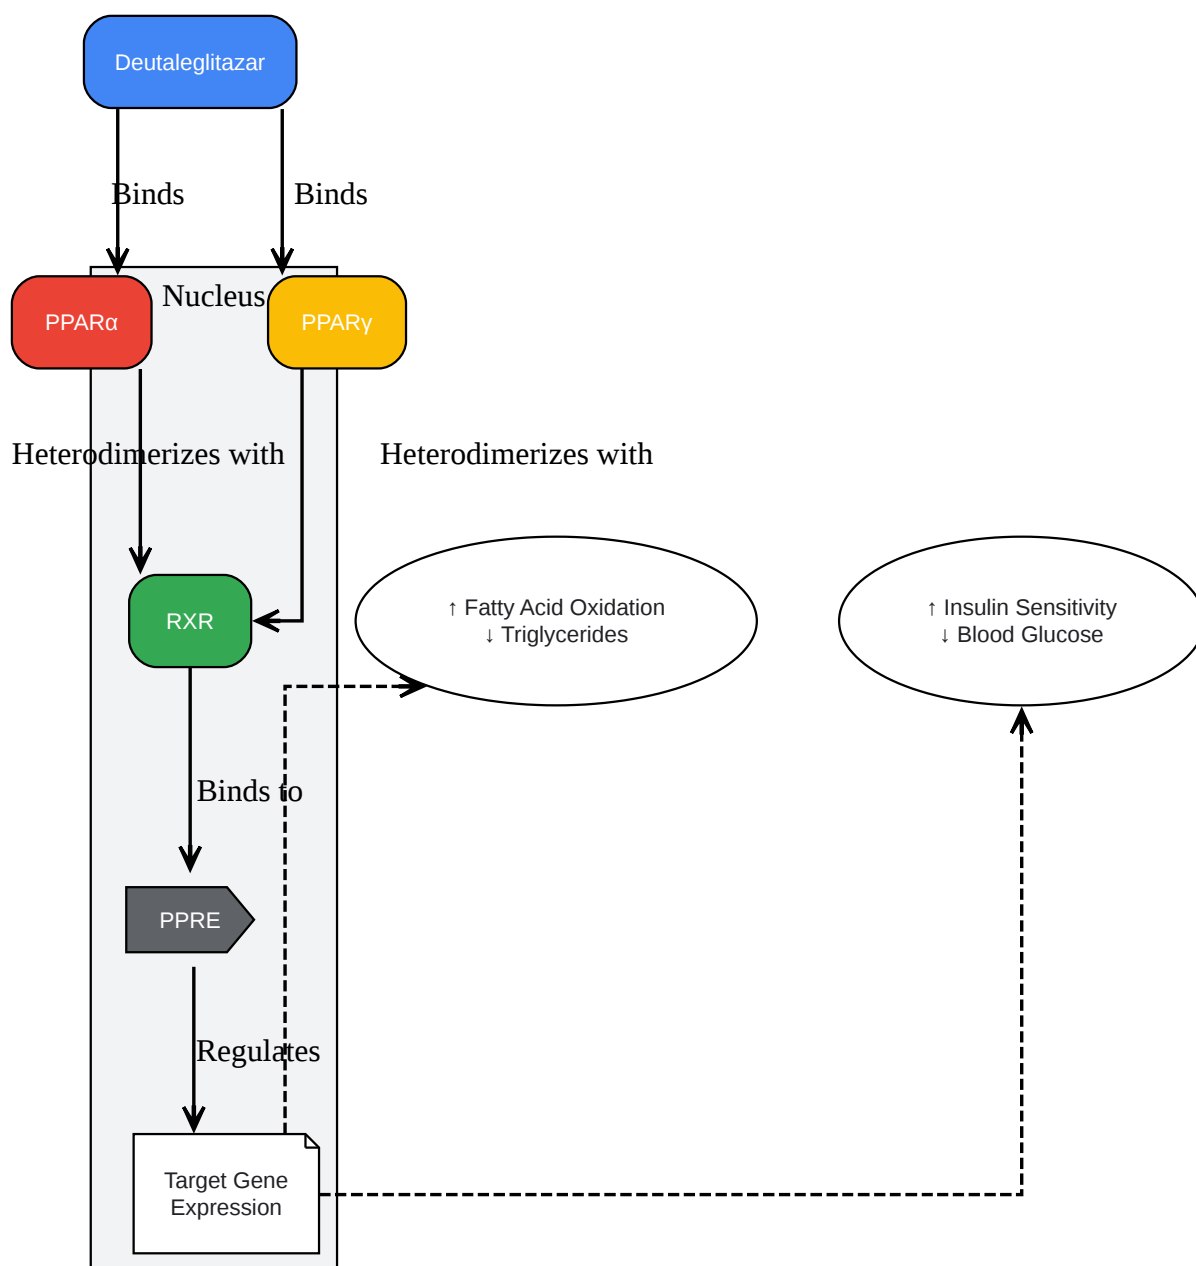 Deutaleglitazar
Binds
Binds
Nucleus
PPARα
PPARγ
Heterodimerizes with
Heterodimerizes with
↑ Fatty Acid Oxidation
↓ Triglycerides
↑ Insulin Sensitivity
↓ Blood Glucose
RXR
Binds to
PPRE
Regulates
Target Gene
Expression